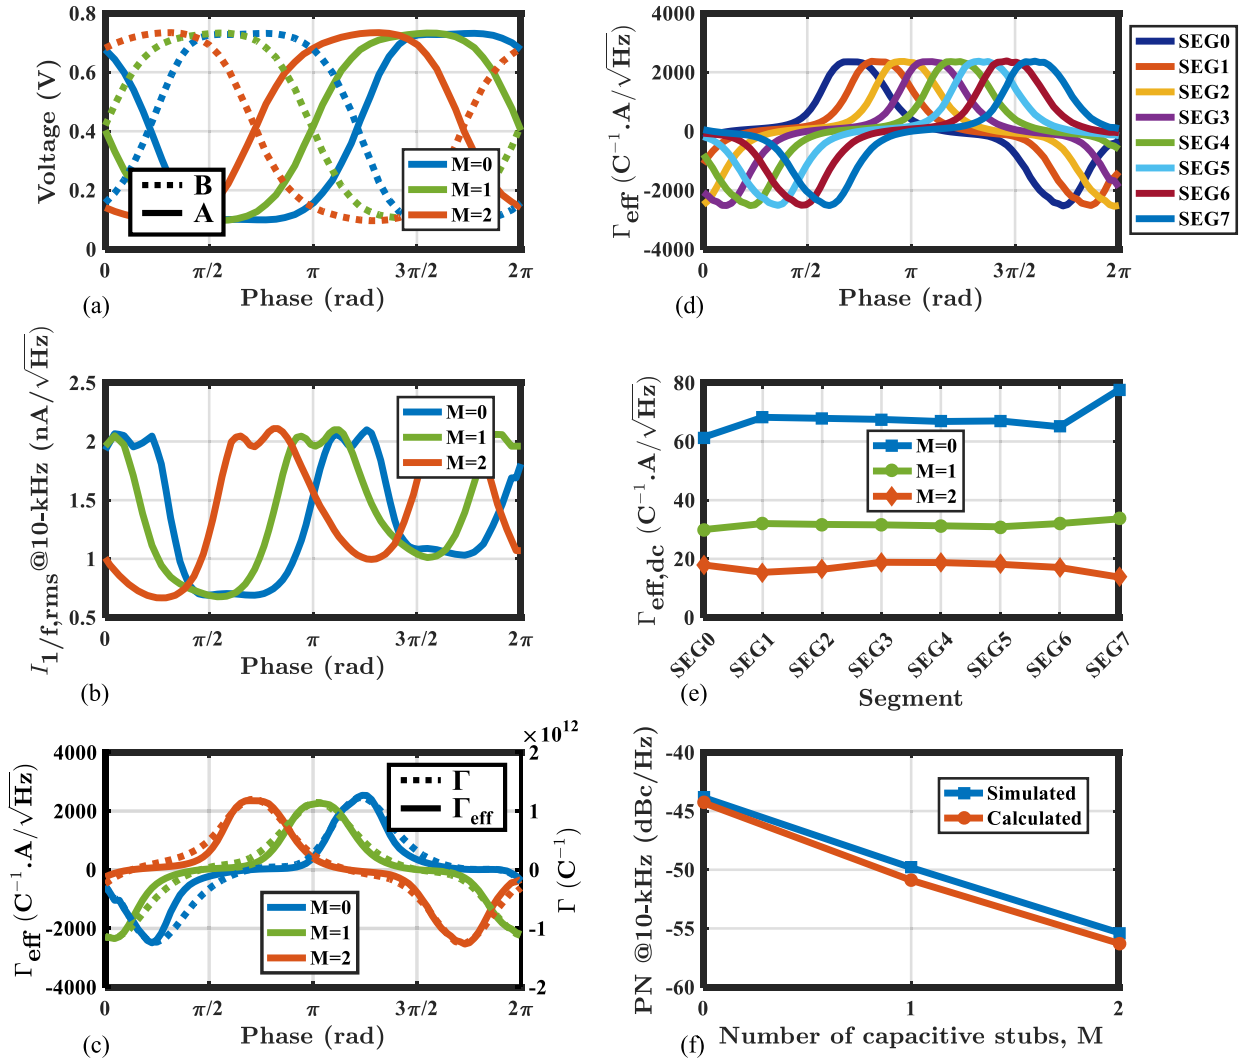 0.8
0.6
0.4
0.2
0
Voltage (V)
B
A
M=0
M=1
M=2
0
π/2
π
3π/2
2π
Phase (rad)
(a)
4000
2000
0
-2000
-4000
Γeff (C⁻¹.A/√Hz)
0
π/2
π
3π/2
2π
Phase (rad)
(d)
SEG0
SEG1
SEG2
SEG3
SEG4
SEG5
SEG6
SEG7
2.5
2
1.5
1
0.5
I1/f,rms@10-kHz (nA/√Hz)
M=0
M=1
M=2
0
π/2
π
3π/2
2π
Phase (rad)
(b)
80
60
40
20
0
Γeff,dc (C⁻¹.A/√Hz)
M=0
M=1
M=2
SEG0
SEG1
SEG2
SEG3
SEG4
SEG5
SEG6
SEG7
Segment
(e)
×10¹²
4000
2000
0
-2000
-4000
Γeff (C⁻¹.A/√Hz)
Γ
Γeff
M=0
M=1
M=2
2
1
0
-1
-2
Γ (C⁻¹)
0
π/2
π
3π/2
2π
Phase (rad)
(c)
-40
-45
-50
-55
-60
PN @10-kHz (dBc/Hz)
Simulated
Calculated
0
1
2
Number of capacitive stubs, M
(f)